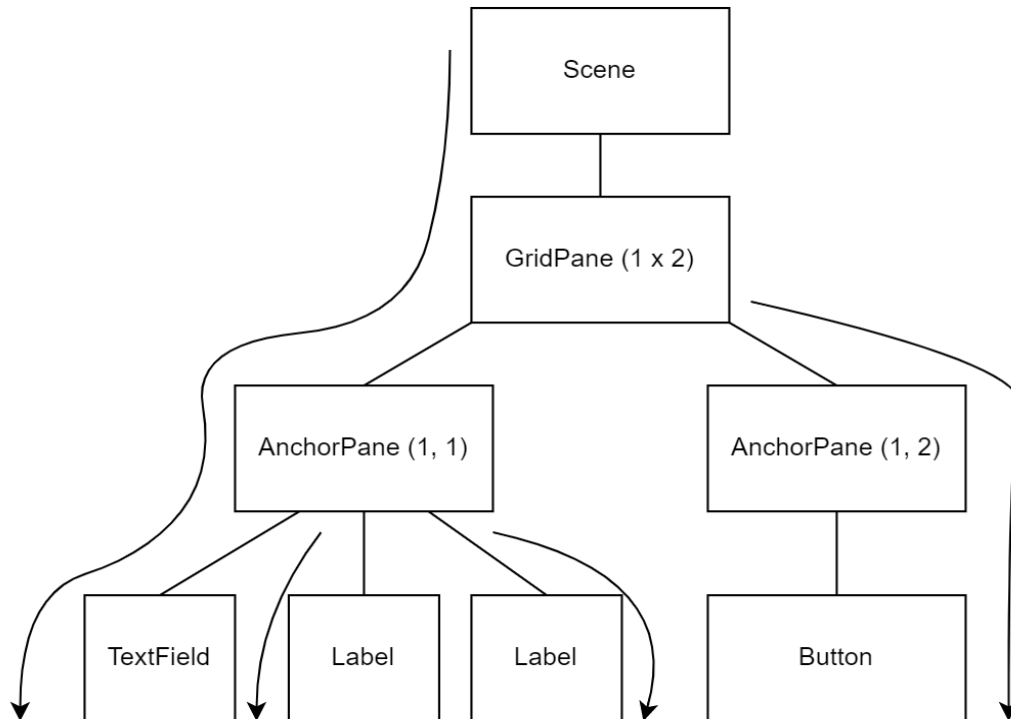 Scene
GridPane (1 x 2)
AnchorPane (1, 1)
AnchorPane (1, 2)
TextField
Label
Label
Button